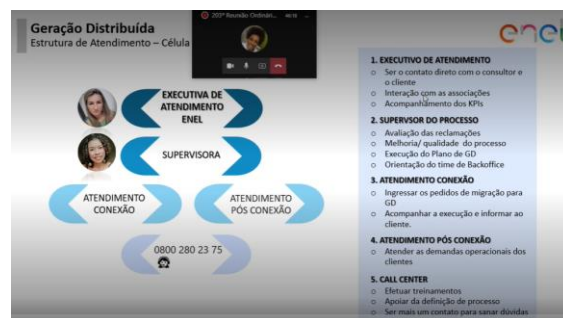 Geração Distribuída
Estrutura de Atendimento – Célula
203ª Reunião Ordinári...
enel
EXECUTIVA DE
ATENDIMENTO
ENEL
SUPERVISORA
ATENDIMENTO
CONEXÃO
ATENDIMENTO
PÓS CONEXÃO
0800 280 23 75
1. EXECUTIVO DE ATENDIMENTO
o Ser o contato direto com o consultor e
o cliente
o Interação com as associações
o Acompanhamento dos KPIs
2. SUPERVSOR DO PROCESSO
o Avaliação das reclamações
o Melhoria/ qualidade do processo
o Execução do Plano de GD
o Orientação do time de Backoffice
3. ATENDIMENTO CONEXÃO
o Ingressar os pedidos de migração para
GD
o Acompanhar a execução e informar ao
cliente.
4. ATENDIMENTO PÓS CONEXÃO
o Atender as demandas operacionais dos
clientes
5. CALL CENTER
o Efetuar treinamentos
o Apoiar da definição de processo
o Ser mais um contato para sanar dúvidas